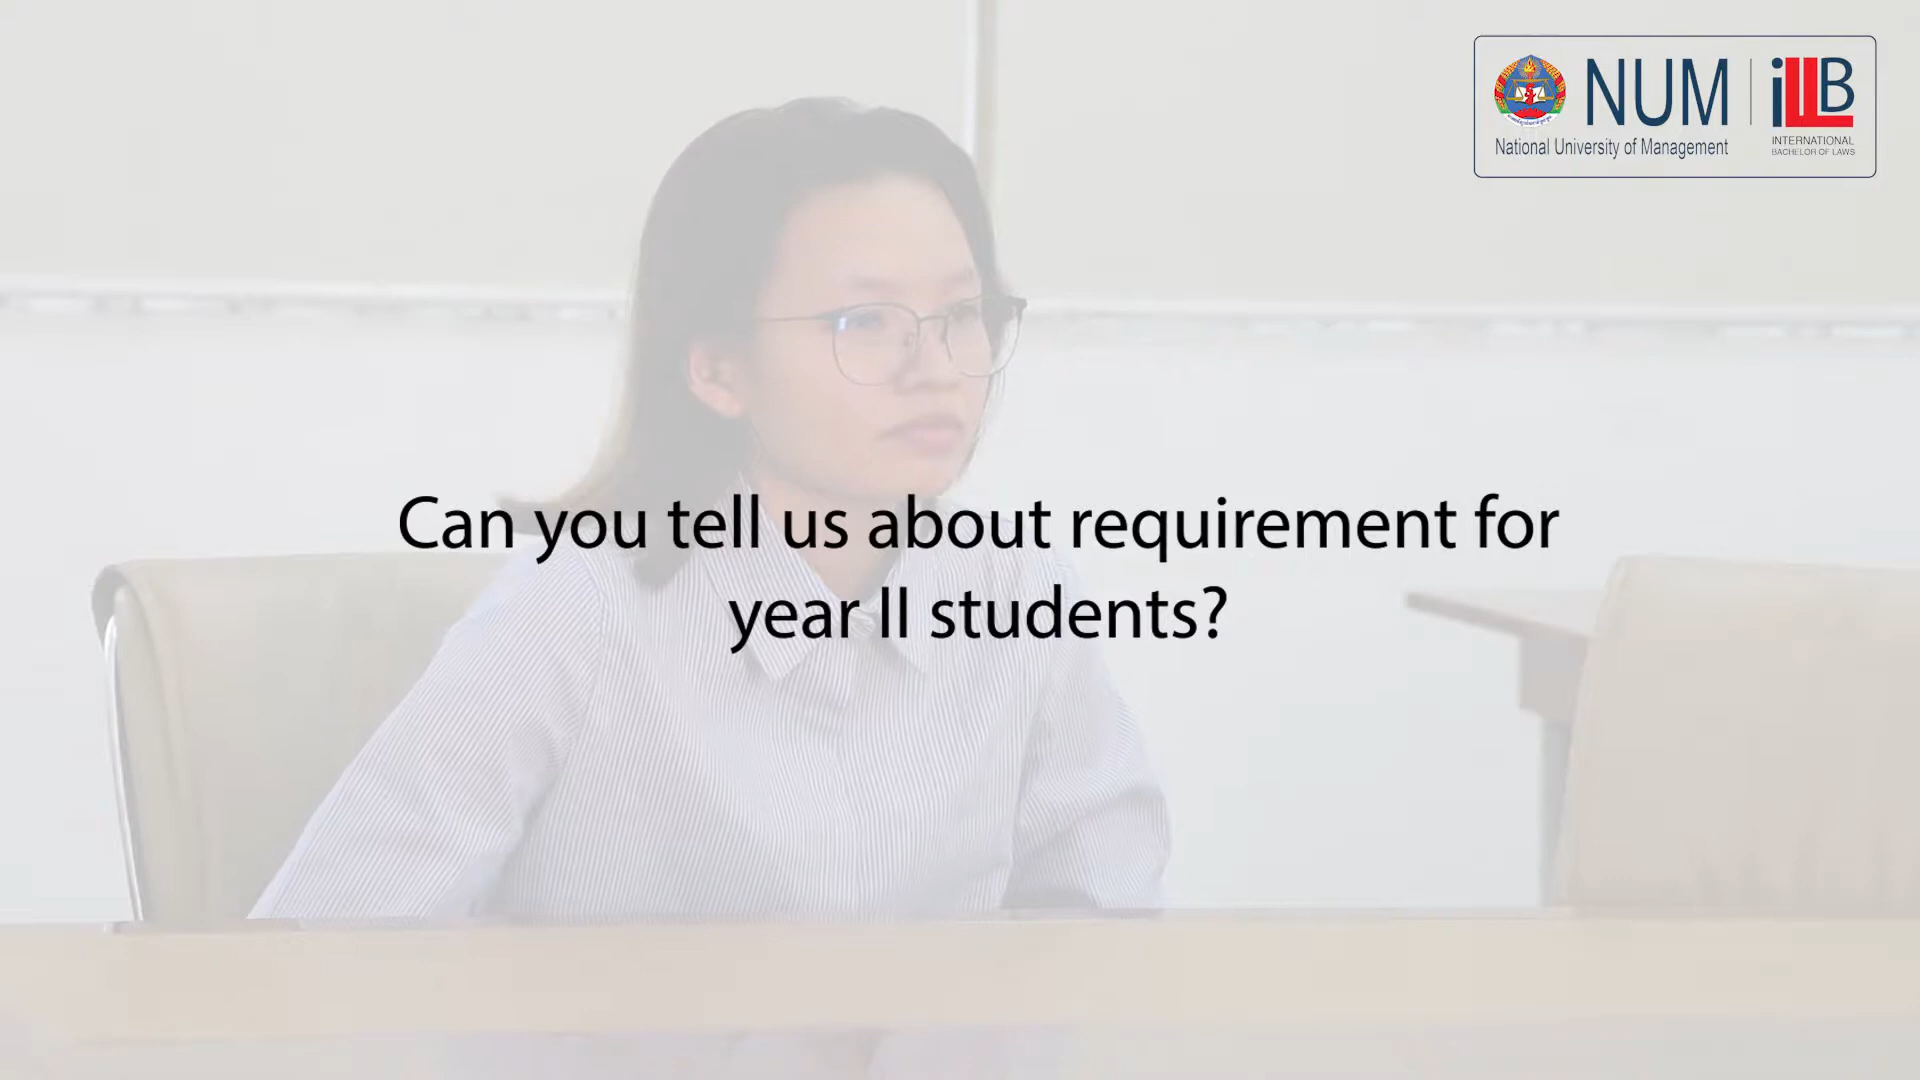 NUM
National University of Management
iLLB
INTERNATIONAL
BACHELOR OF LAWS
Can you tell us about requirement for
year II students?